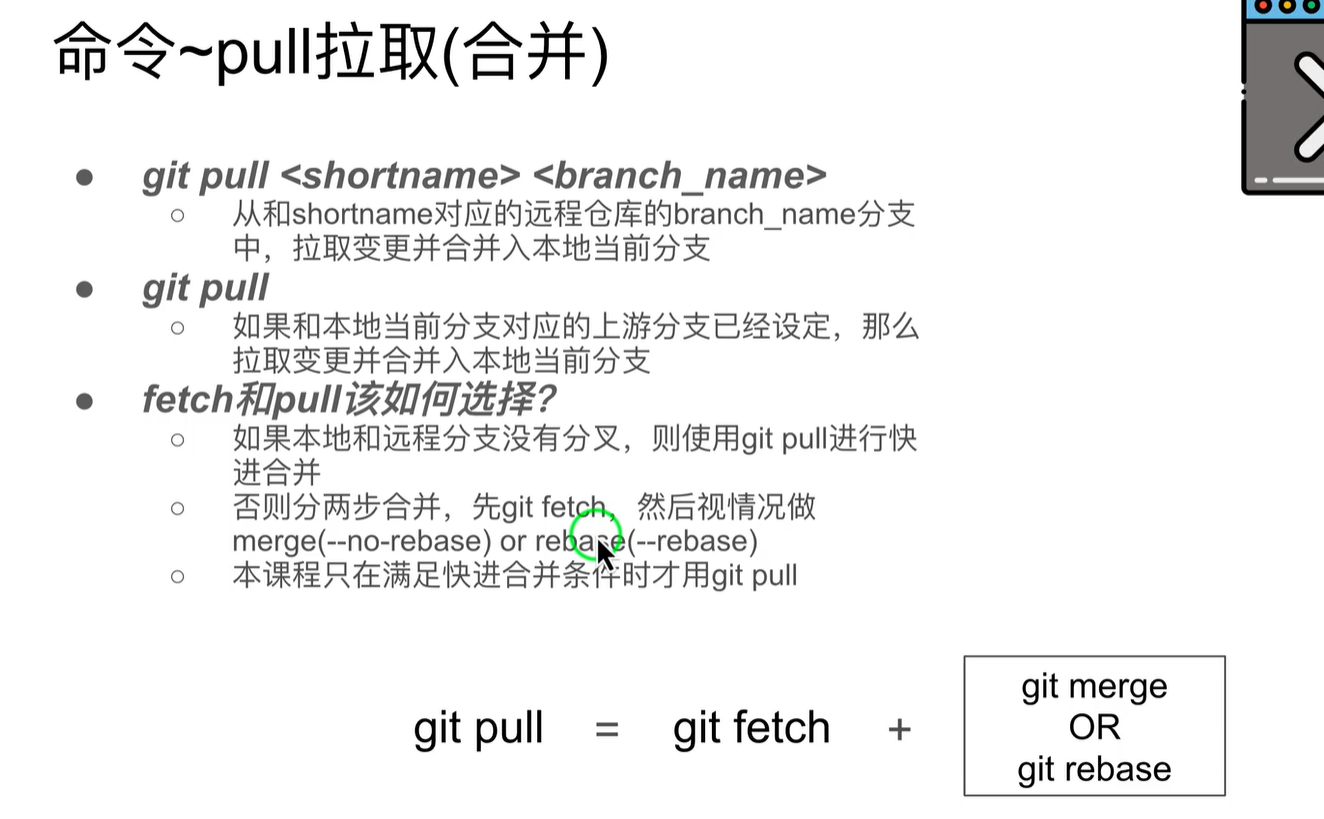 命令~pull拉取(合并)
git pull <shortname> <branch_name>
从和shortname对应的远程仓库的branch_name分支
中，拉取变更并合并入本地当前分支
git pull
如果和本地当前分支对应的上游分支已经设定，那么
拉取变更并合并入本地当前分支
fetch和pull该如何选择?
如果本地和远程分支没有分叉，则使用git pull进行快
进合并
否则分两步合并，先git fetch，然后视情况做
merge(--no-rebase) or rebase(--rebase)
本课程只在满足快进合并条件时才用git pull
git pull = git fetch +
git merge
OR
git rebase